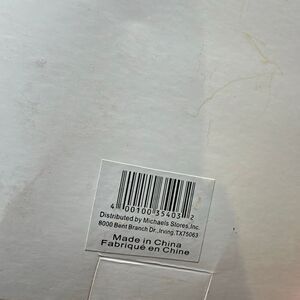 4 00100 35403 2
Distributed by Michaels Stores,Inc.
8000 Bent Branch Dr.,Irving,TX75063
Made in China
Fabriqué en Chine